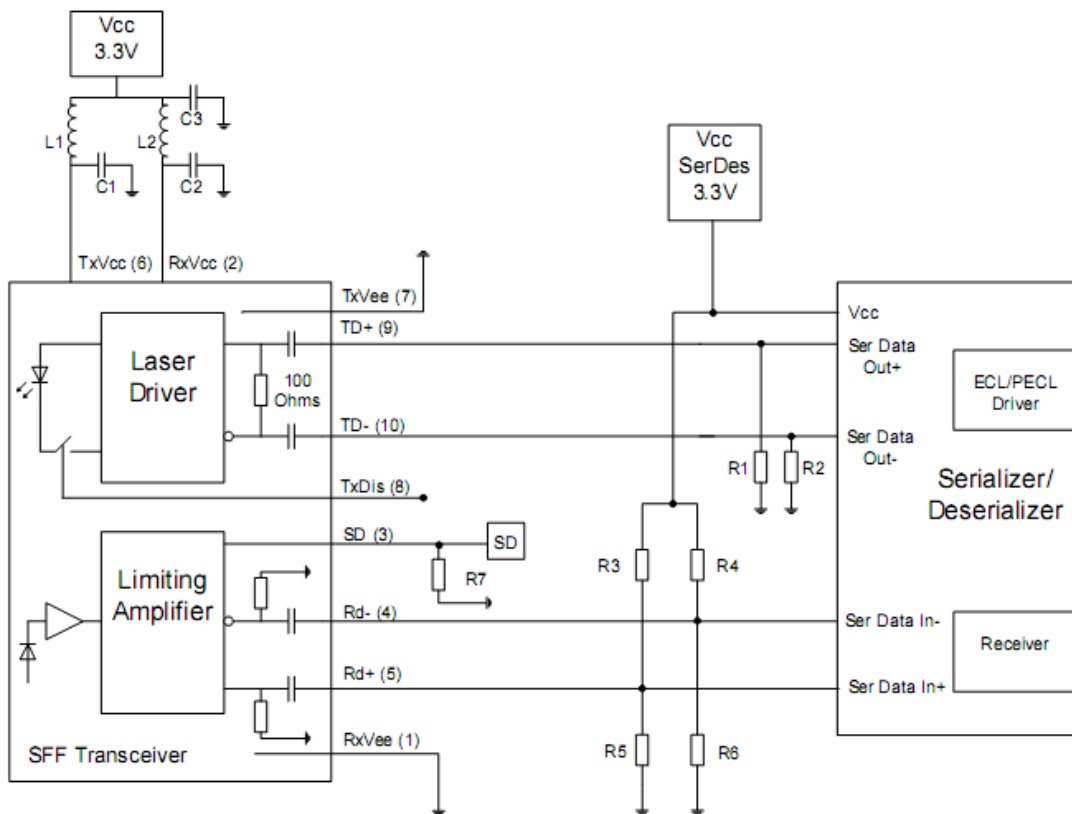 Vcc
3.3V
C3
L1
L2
C1
C2
Vcc
SerDes
3.3V
TxVcc (6)
RxVcc (2)
TxVee (7)
TD+ (9)
Laser
Driver
100
Ohms
TD- (10)
TxDis (8)
SD (3)
SD
R7
Limiting
Amplifier
Rd- (4)
Rd+ (5)
RxVee (1)
SFF Transceiver
R1
R2
R3
R4
R5
R6
Vcc
Ser Data
Out+
ECL/PECL
Driver
Ser Data
Out-
Serializer/
Deserializer
Ser Data In-
Receiver
Ser Data In+